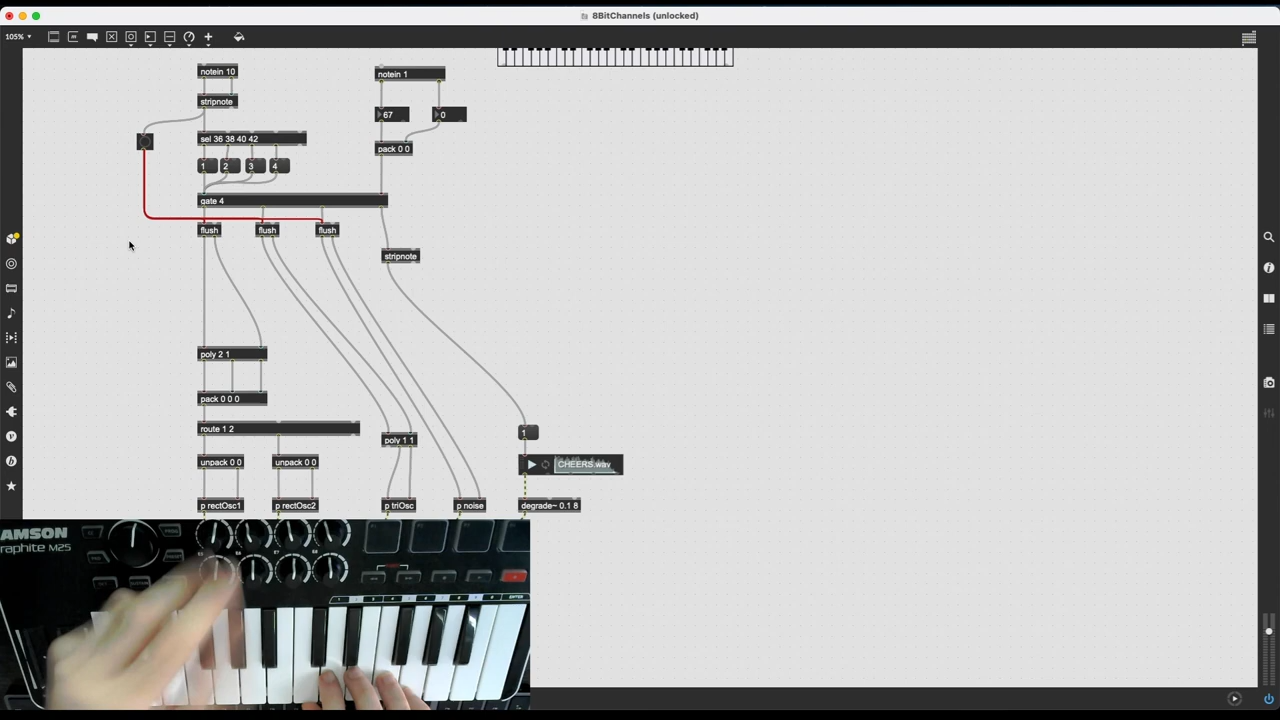 8BitChannels (unlocked)
105%
notein 10
notein 1
stripnote
67
0
sel 36 38 40 42
pack 0 0
1
2
3
4
gate 4
flush
flush
flush
stripnote
poly 2 1
pack 0 0 0
route 1 2
1
poly 1 1
unpack 0 0
unpack 0 0
CHEERS.wav
p rectOsc1
p rectOsc2
p triOsc
p noise
degrade~ 0.1 8
AMSON
raphite M25